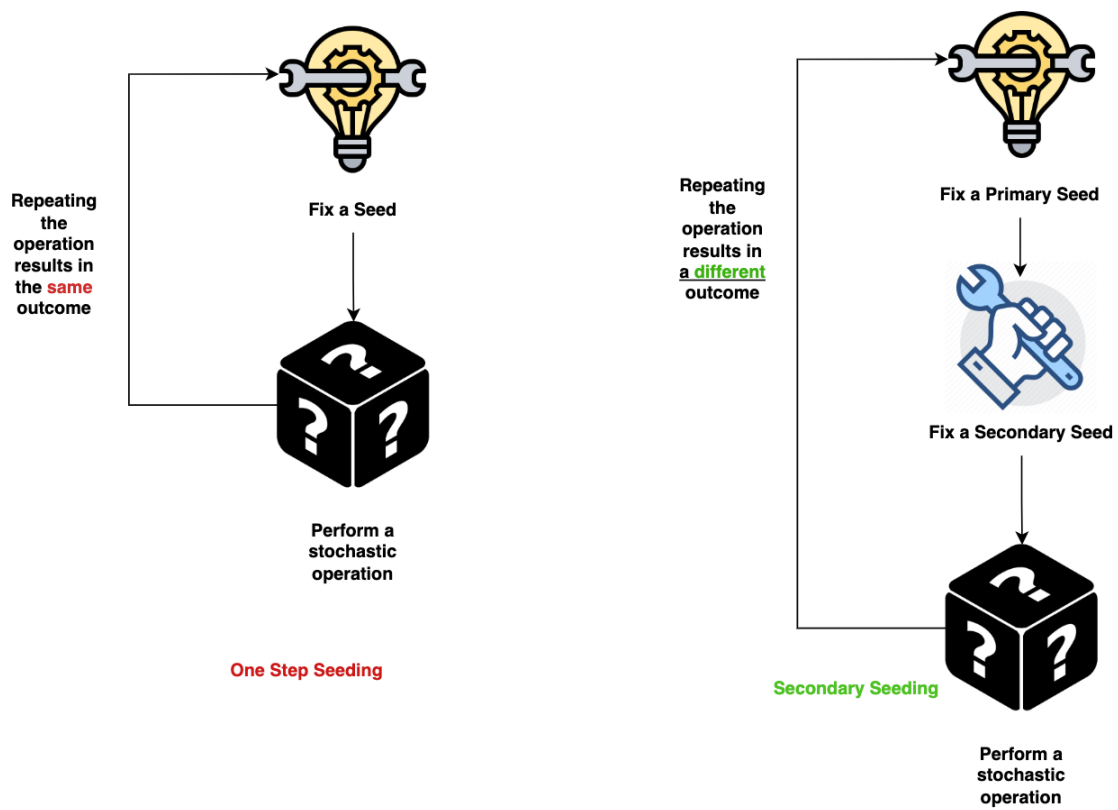 Repeating
the
operation
results in
the same
outcome
Fix a Seed
?
?
?
Perform a
stochastic
operation
One Step Seeding
Repeating
the
operation
results in
a different
outcome
Fix a Primary Seed
Fix a Secondary Seed
?
?
?
Secondary Seeding
Perform a
stochastic
operation